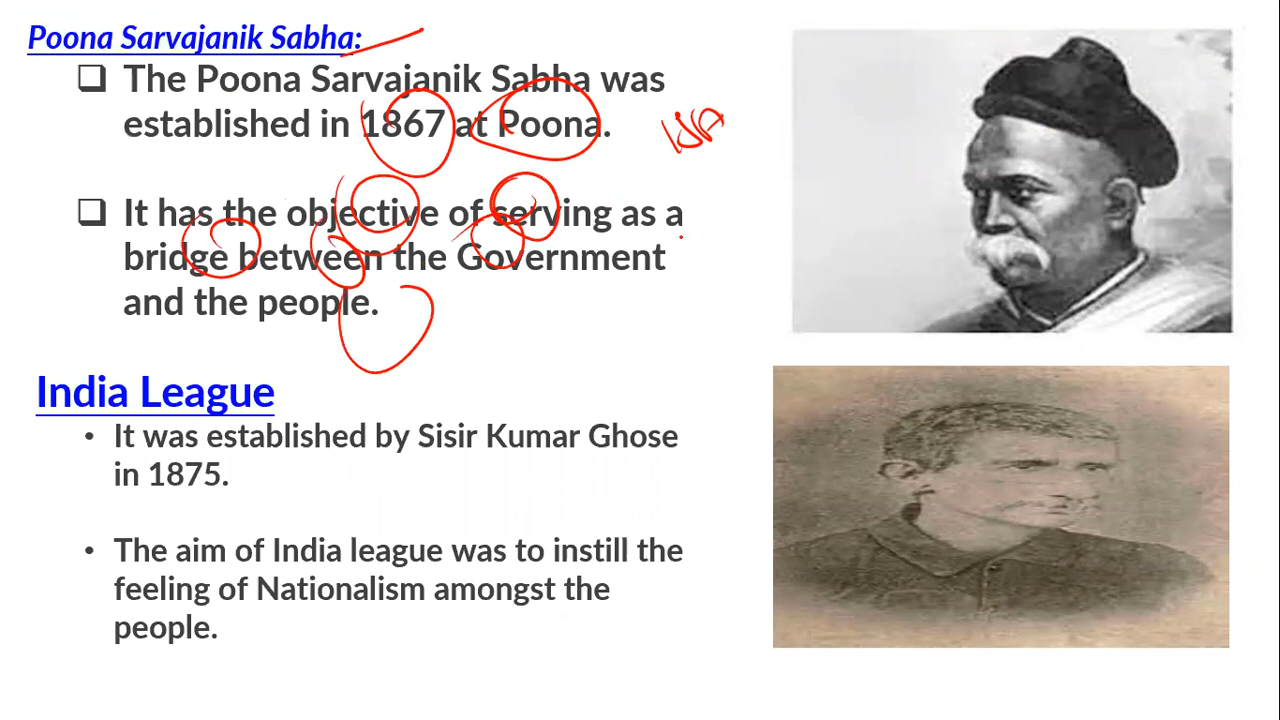 Poona Sarvajanik Sabha:
❑ The Poona Sarvajanik Sabha was
established in 1867 at Poona.
❑ It has the objective of serving as a
bridge between the Government
and the people.
India League
• It was established by Sisir Kumar Ghose
in 1875.
• The aim of India league was to instill the
feeling of Nationalism amongst the
people.